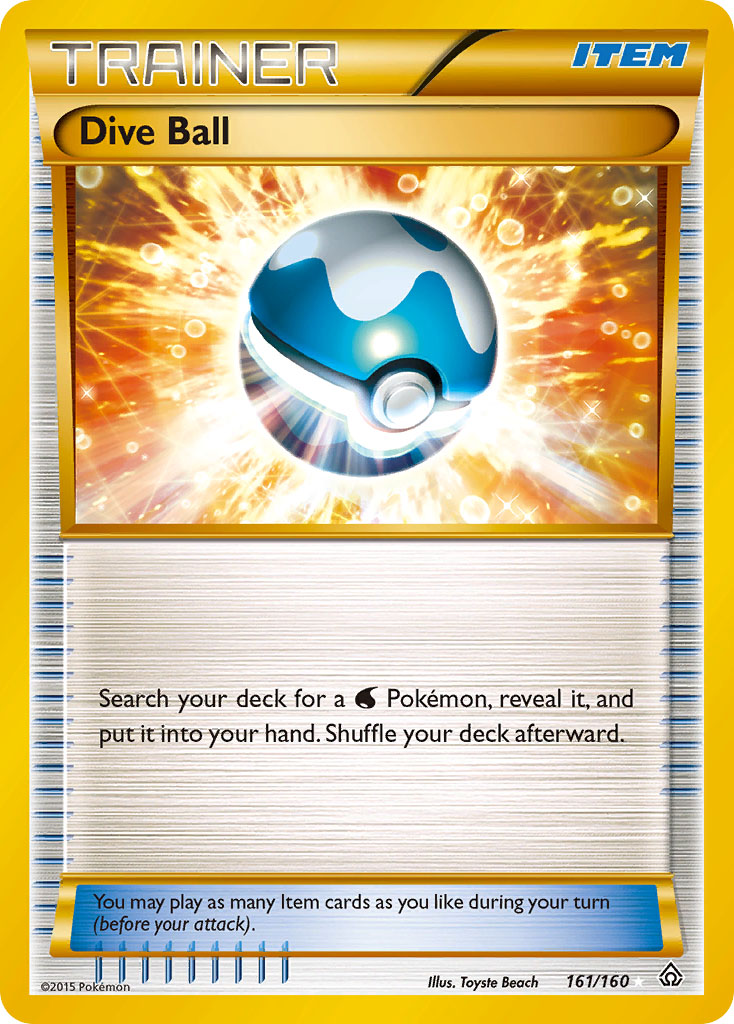 TRAINER
ITEM
Dive Ball
Search your deck for a Pokémon, reveal it, and
put it into your hand. Shuffle your deck afterward.
You may play as many Item cards as you like during your turn
(before your attack).
©2015 Pokémon
Illus. Toyste Beach
161/160